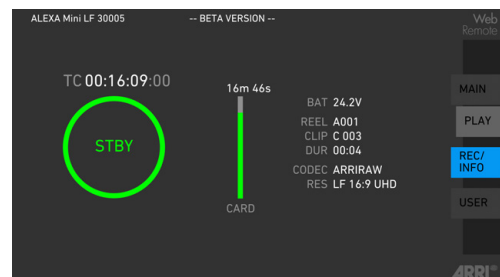 ALEXA Mini LF 30005
-- BETA VERSION --
Web
Remote
TC 00:16:09:00
STBY
16m 46s
CARD
BAT 24.2V
REEL A001
CLIP C 003
DUR 00:04
CODEC ARRIRAW
RES LF 16:9 UHD
MAIN
PLAY
REC/
INFO
USER
ARRI